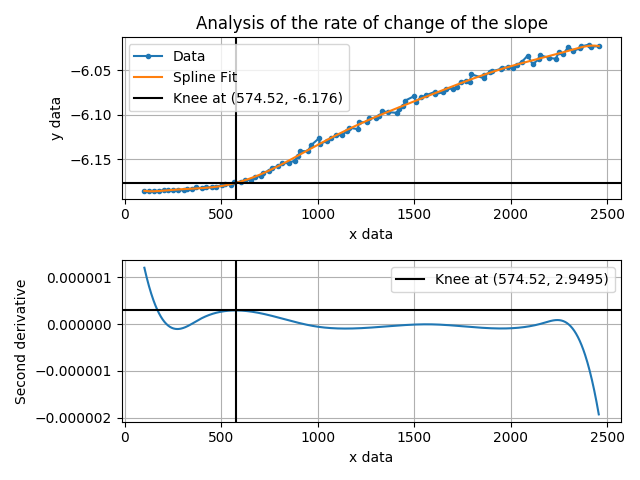 Analysis of the rate of change of the slope
Data
Spline Fit
Knee at (574.52, -6.176)
y data
−6.05
−6.10
−6.15
0 500 1000 1500 2000 2500
x data
Knee at (574.52, 2.9495)
Second derivative
0.000001
0.000000
−0.000001
−0.000002
0 500 1000 1500 2000 2500
x data